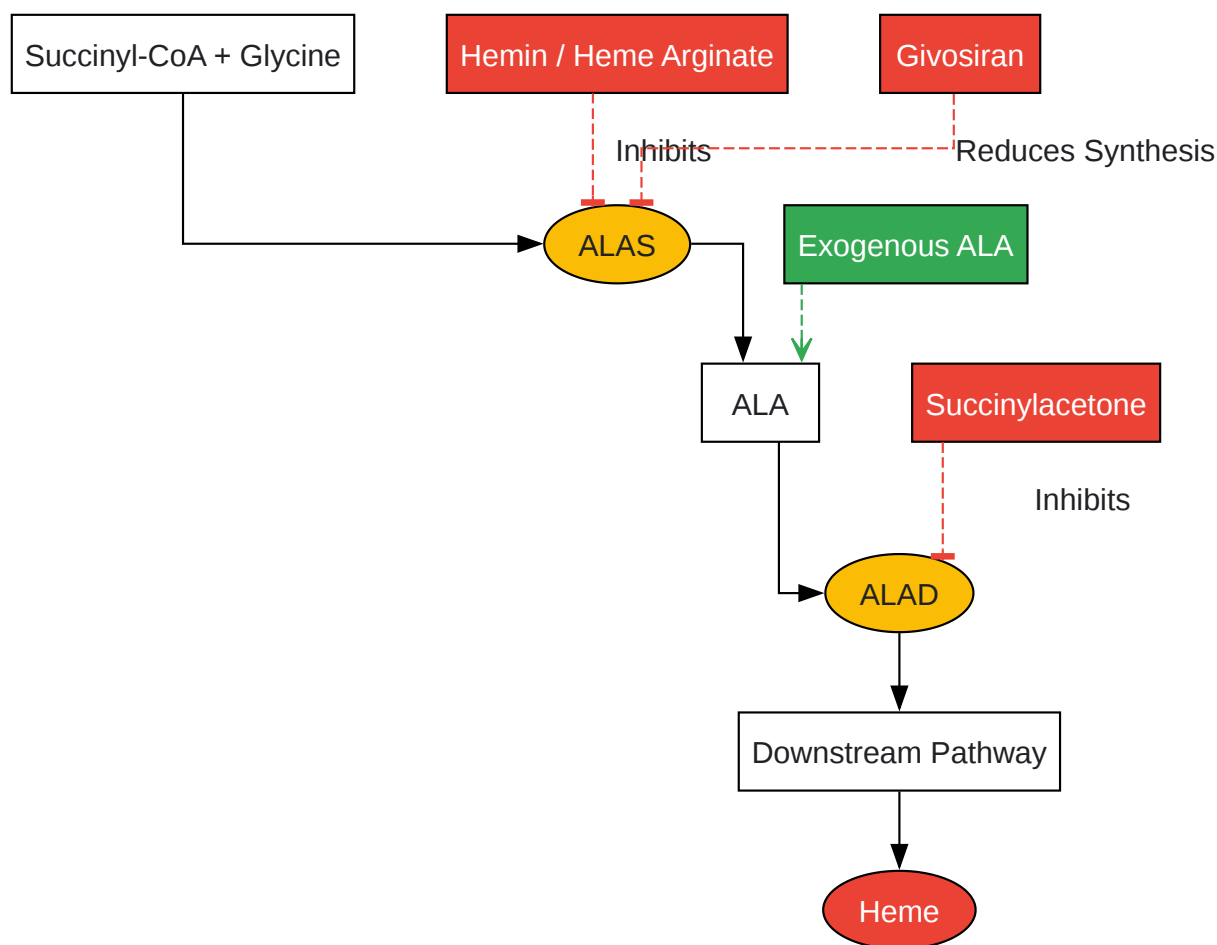 Succinyl-CoA + Glycine
Hemin / Heme Arginate
Givosiran
Inhibits
Reduces Synthesis
ALAS
Exogenous ALA
ALA
Succinylacetone
Inhibits
ALAD
Downstream Pathway
Heme